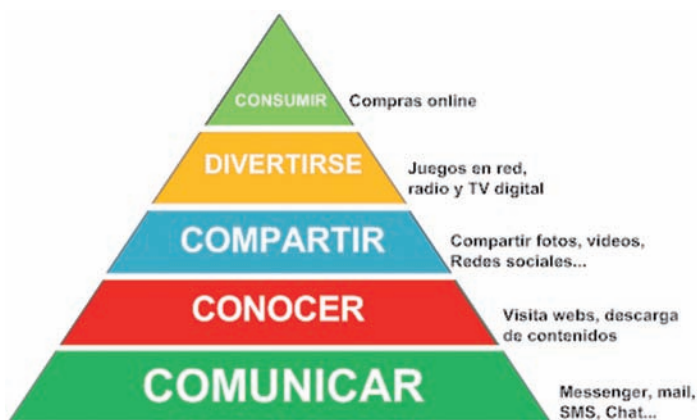 CONSUMIR
Compras online
DIVERTIRSE
Juegos en red,
radio y TV digital
COMPARTIR
Compartir fotos, vídeos,
Redes sociales...
CONOCER
Visita webs, descarga
de contenidos
COMUNICAR
Messenger, mail,
SMS, Chat...